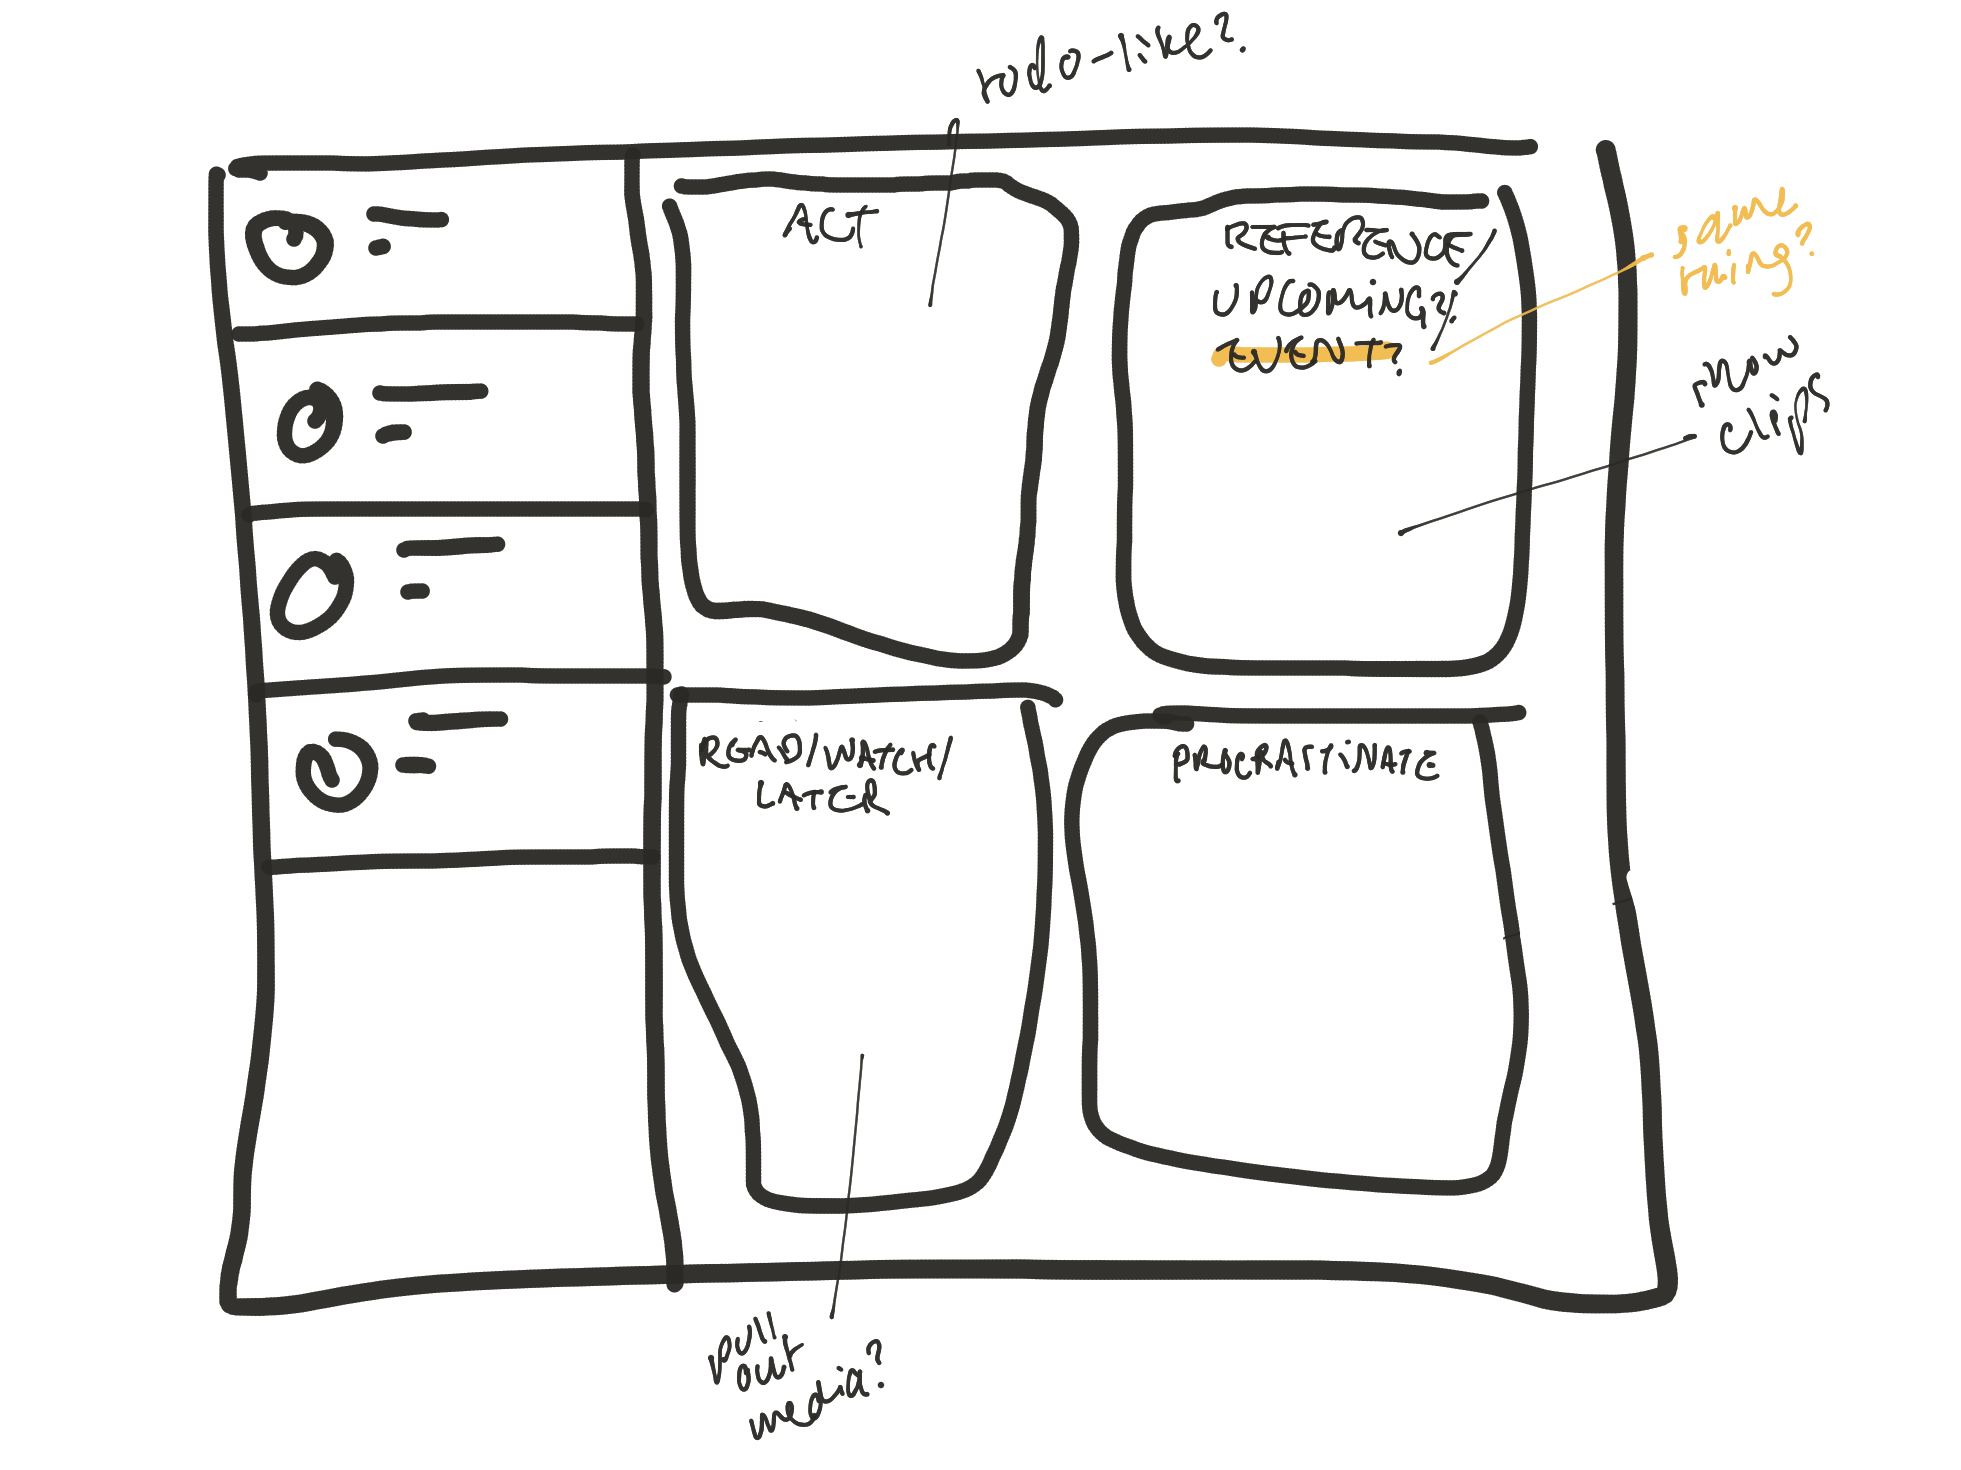 todo-like?
ACT
REFERENCE/
UPCOMING?/
EVENT?
same
thing?
show
clips
READ/WATCH/
LATER
PROCRASTINATE
pull
out
media?